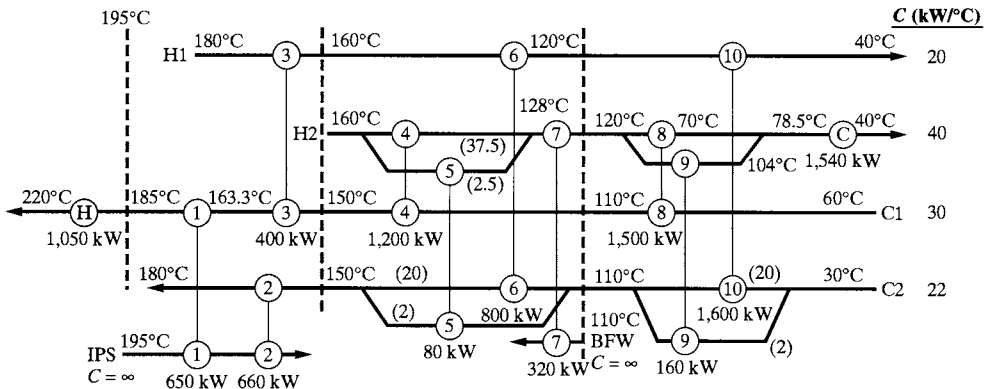 195°C
C (kW/°C)
H1 180°C 3 160°C 6 120°C 10 40°C 20
H2 160°C 4 128°C 7 120°C 8 70°C 78.5°C C 40°C 40
(37.5) 1,540 kW
5 (2.5) 9 104°C
220°C H 185°C 1 163.3°C 3 150°C 4 110°C 8 60°C C1 30
1,050 kW 400 kW 1,200 kW 1,500 kW
180°C 2 150°C (20) 6 110°C 10 (20) 30°C C2 22
800 kW 1,600 kW
(2) 5 110°C 9 (2)
80 kW 7 BFW 160 kW
320 kW C = ∞
195°C
IPS 1 2
C = ∞
650 kW 660 kW